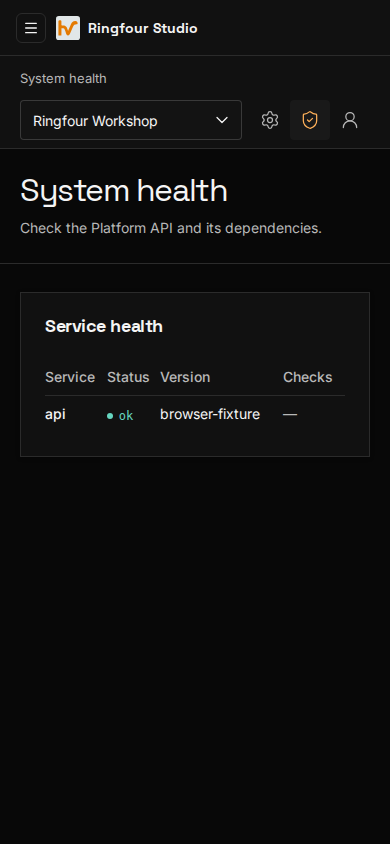 Ringfour Studio
System health
Ringfour Workshop
System health
Check the Platform API and its dependencies.
Service health
Service Status Version Checks
api ok browser-fixture —